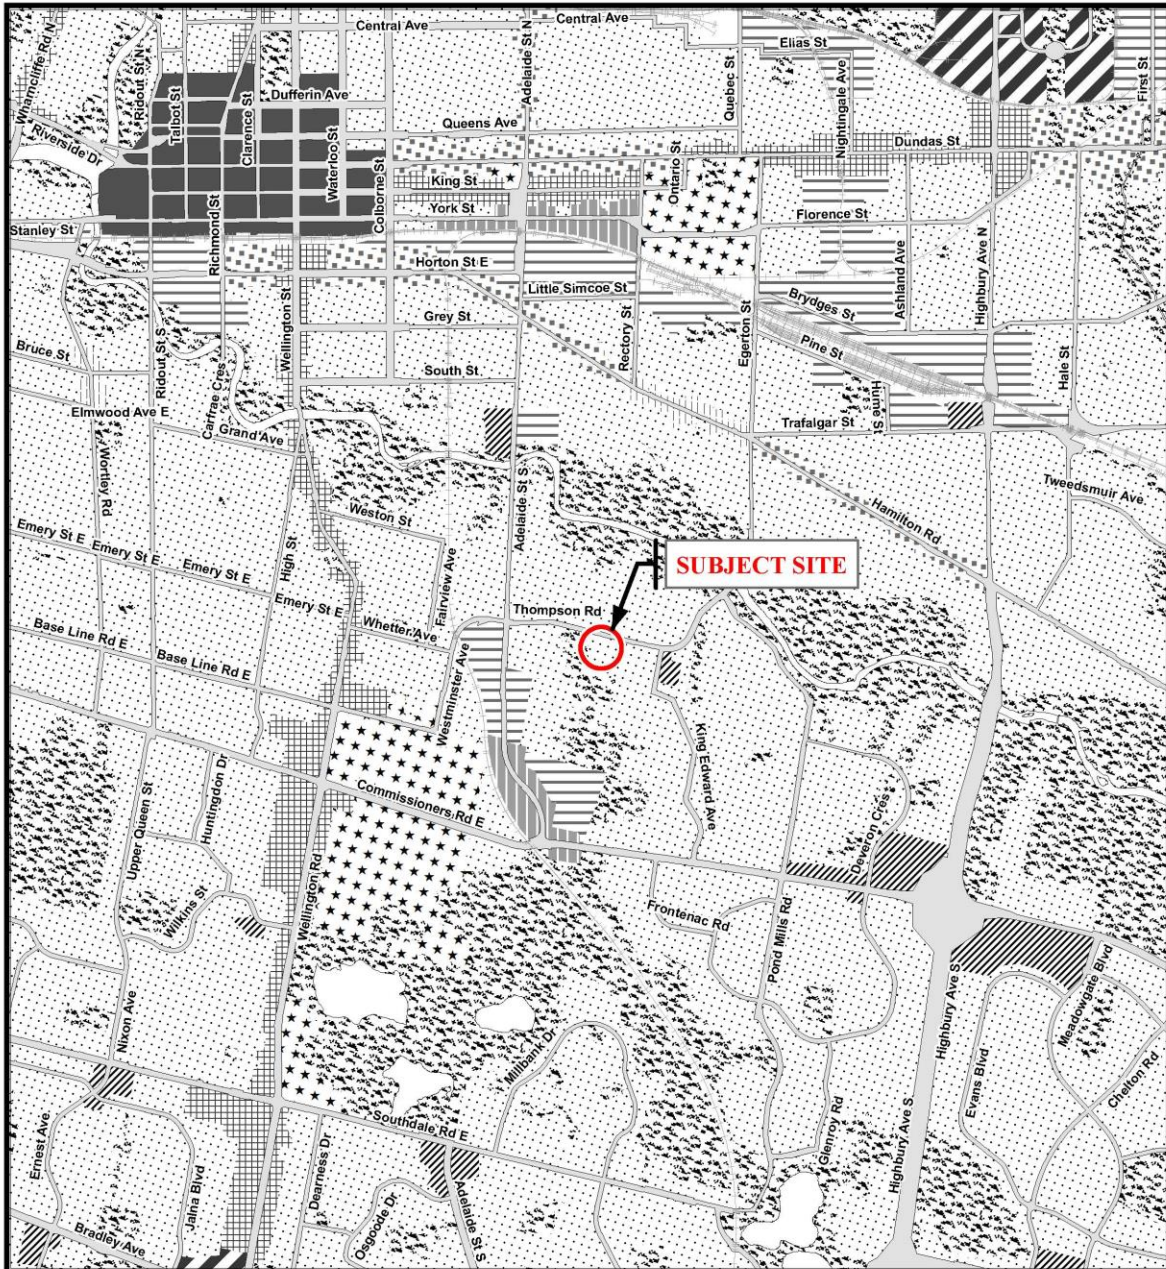 Central Ave
Central Ave
Adelaide St N
Wharncliffe Rd N
Ridout St N
Talbot St
Clarence St
Dufferin Ave
Queens Ave
Elias St
Quebec St
Nightingale Ave
First St
Dundas St
Riverside Dr
Waterloo St
Colborne St
King St
York St
Ontario St
Florence St
Stanley St
Richmond St
Horton St E
Little Simcoe St
Ashland Ave
Highbury Ave N
Brydges St
Grey St
Rectory St
Egerton St
Pine St
Wellington St
Bruce St
Ridout St S
Carfrae Cres
South St
Hume St
Hale St
Elmwood Ave E
Grand Ave
Trafalgar St
Wortley Rd
Adelaide St S
Tweedsmuir Ave
Hamilton Rd
Weston St
Emery St E
Emery St E
Emery St E
Emery St E
High St
Fairview Ave
SUBJECT SITE
Thompson Rd
Whetter Ave
Base Line Rd E
Base Line Rd E
Westminster Ave
King Edward Ave
Huntingdon Dr
Upper Queen St
Commissioners Rd E
Deveron Cres
Wilkins St
Wellington Rd
Frontenac Rd
Pond Mills Rd
Nixon Ave
Highbury Ave S
Meadowgate Blvd
Millbank Dr
Evans Blvd
Chelton Rd
Southdale Rd E
Glenroy Rd
Highbury Ave S
Ernest Ave
Jalna Blvd
Dearness Dr
Osgoode Dr
Adelaide St S
Bradley Ave